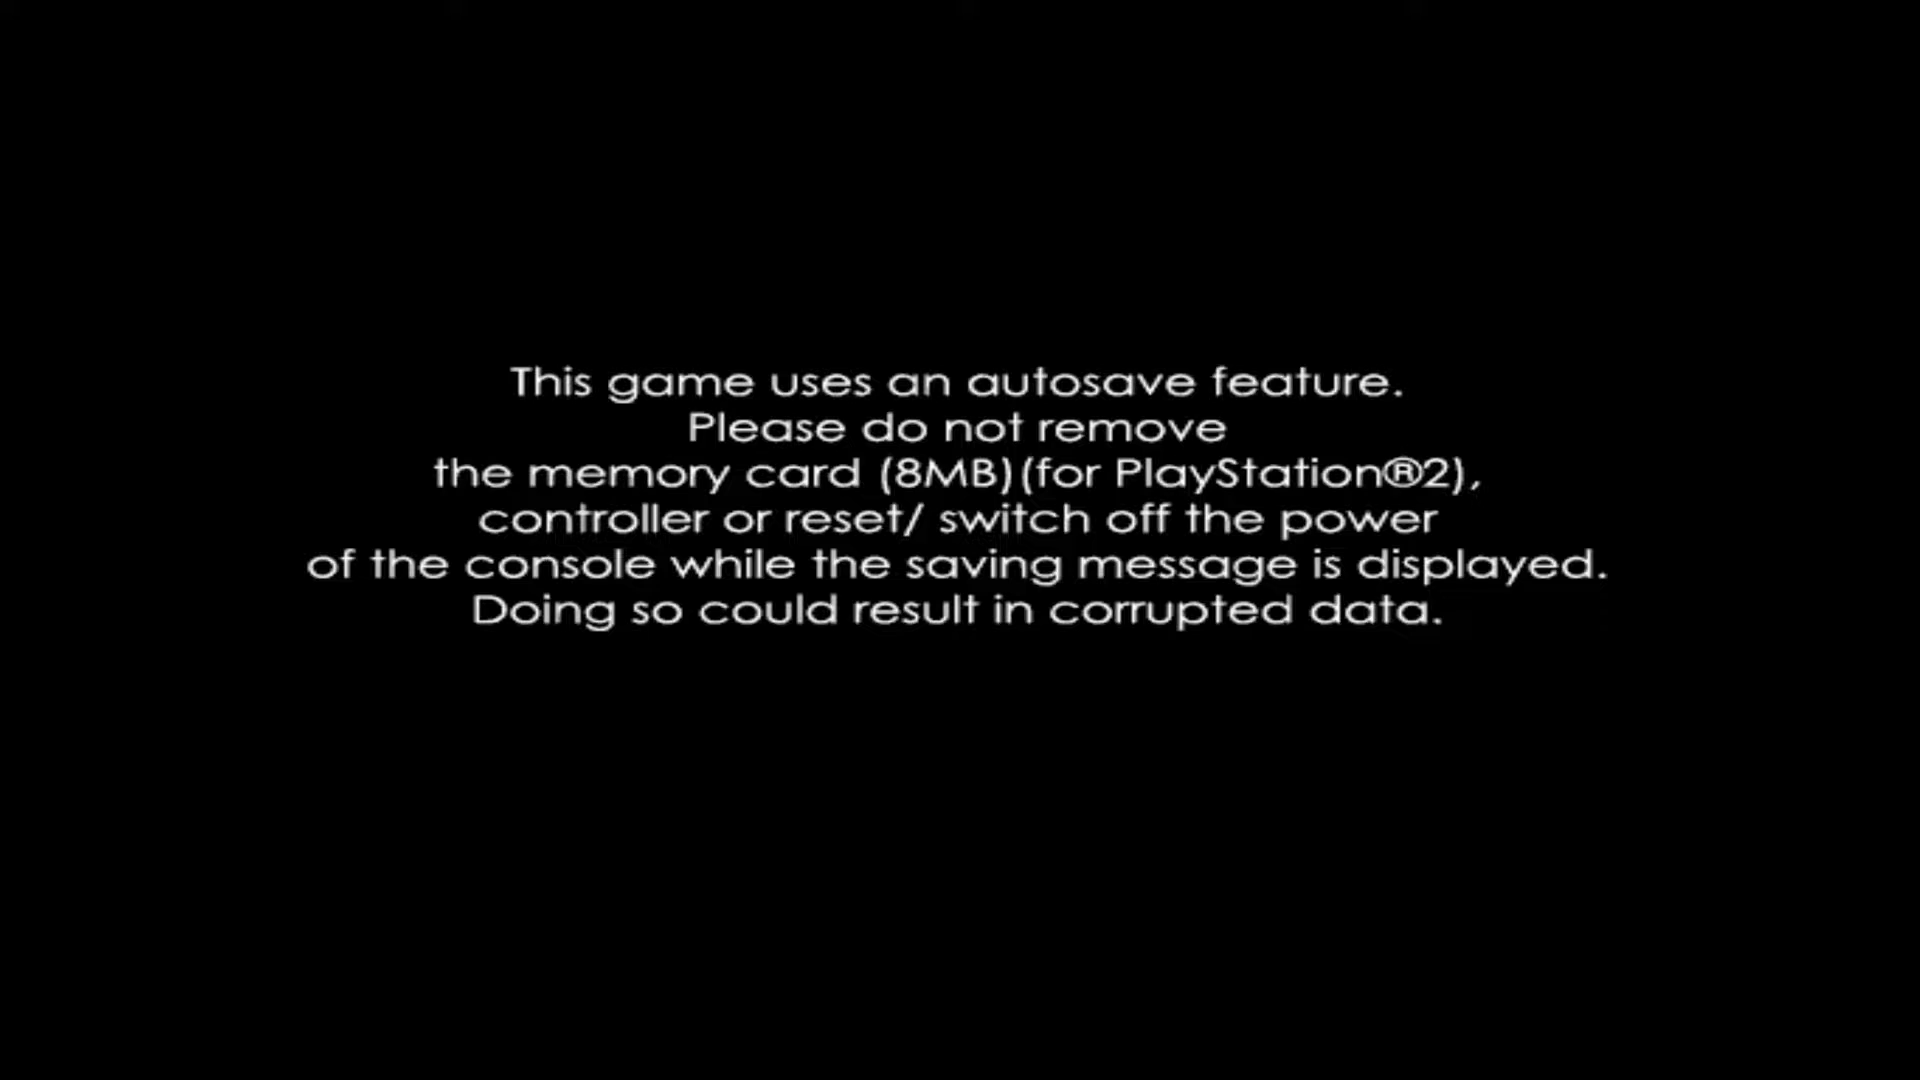 This game uses an autosave feature.
Please do not remove
the memory card (8MB)(for PlayStation®2),
controller or reset/ switch off the power
of the console while the saving message is displayed.
Doing so could result in corrupted data.